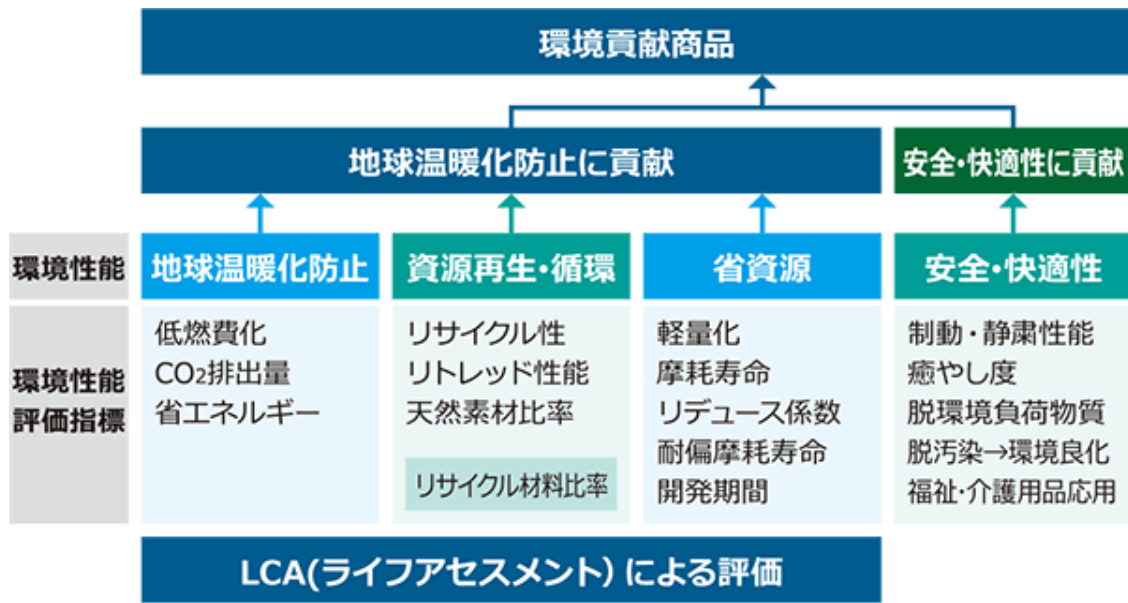 環境貢献商品
地球温暖化防止に貢献
安全・快適性に貢献
環境性能
地球温暖化防止
資源再生・循環
省資源
安全・快適性
環境性能
評価指標
低燃費化
CO₂排出量
省エネルギー
リサイクル性
リトレッド性能
天然素材比率
リサイクル材料比率
軽量化
摩耗寿命
リデュース係数
耐偏摩耗寿命
開発期間
制動・静粛性能
癒やし度
脱環境負荷物質
脱汚染→環境良化
福祉・介護用品応用
LCA(ライフアセスメント）による評価